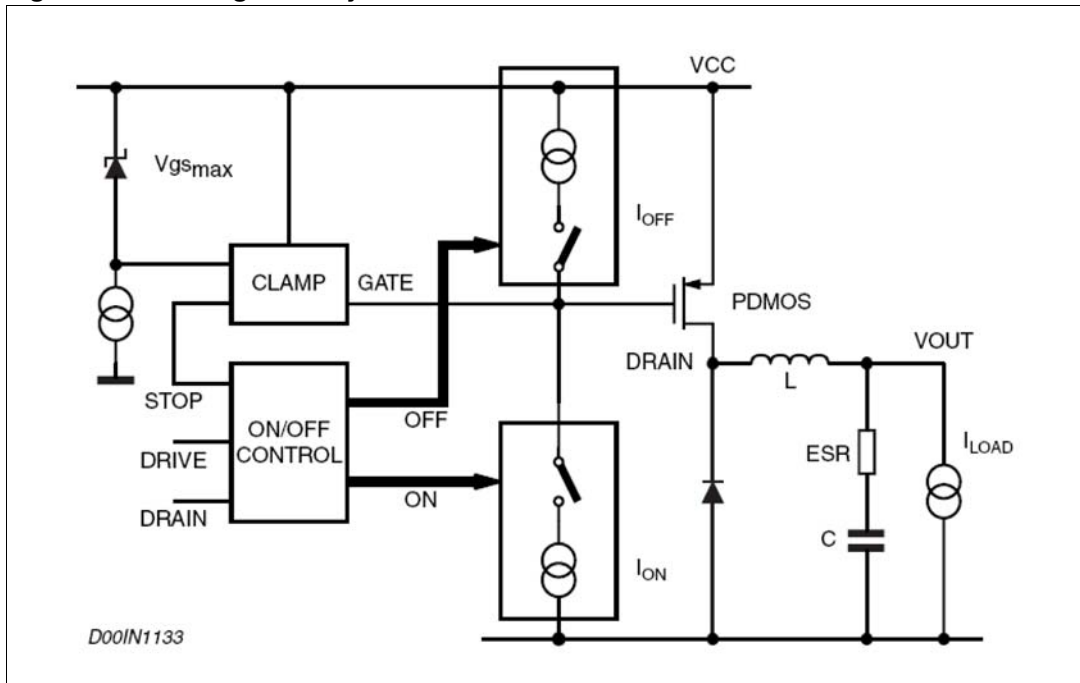 VCC
Vgsmax
IOFF
CLAMP
GATE
PDMOS
DRAIN
VOUT
L
STOP
OFF
ON/OFF
CONTROL
DRIVE
ON
DRAIN
ESR
ILOAD
C
ION
D00IN1133